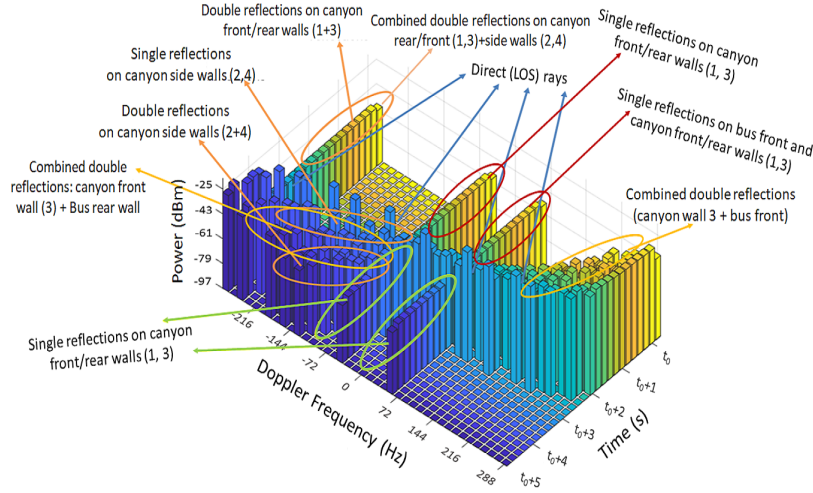 Double reflections on canyon
front/rear walls (1+3)
Combined double reflections on canyon
rear/front (1,3)+side walls (2,4)
Single reflections on canyon
front/rear walls (1, 3)
Single reflections
on canyon side walls (2,4)
Direct (LOS) rays
Single reflections on bus front and
canyon front/rear walls (1,3)
Double reflections
on canyon side walls (2+4)
Combined double
reflections: canyon front
wall (3) + Bus rear wall
Combined double reflections
(canyon wall 3 + bus front)
Power (dBm)
-25
-43
-61
-79
-97
Single reflections on canyon
front/rear walls (1, 3)
-216
-144
-72
0
72
144
216
288
Doppler Frequency (Hz)
t0
t0+1
t0+2
t0+3
t0+4
t0+5
Time (s)